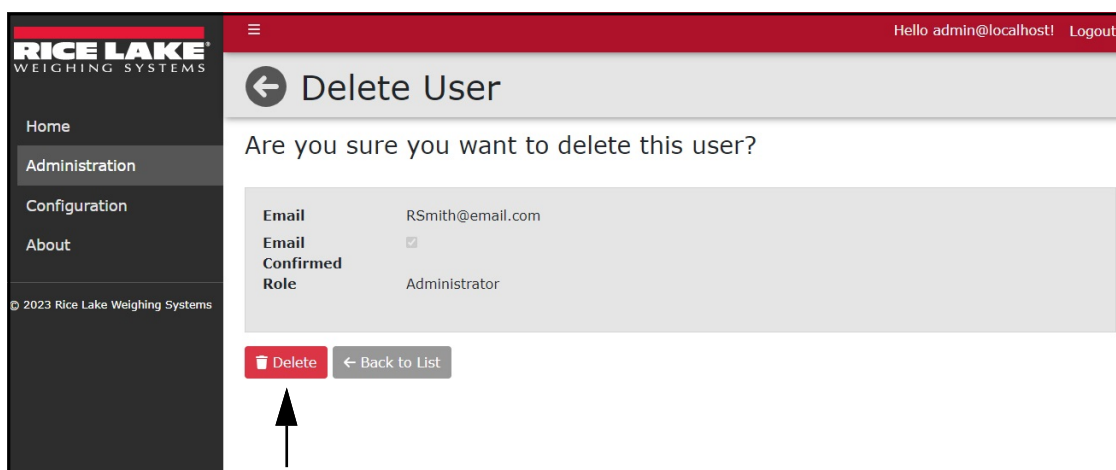 RICE LAKE®
WEIGHING SYSTEMS
Home
Administration
Configuration
About
© 2023 Rice Lake Weighing Systems
Hello admin@localhost! Logout
Delete User
Are you sure you want to delete this user?
Email RSmith@email.com
Email
Confirmed
Role Administrator
Delete ← Back to List